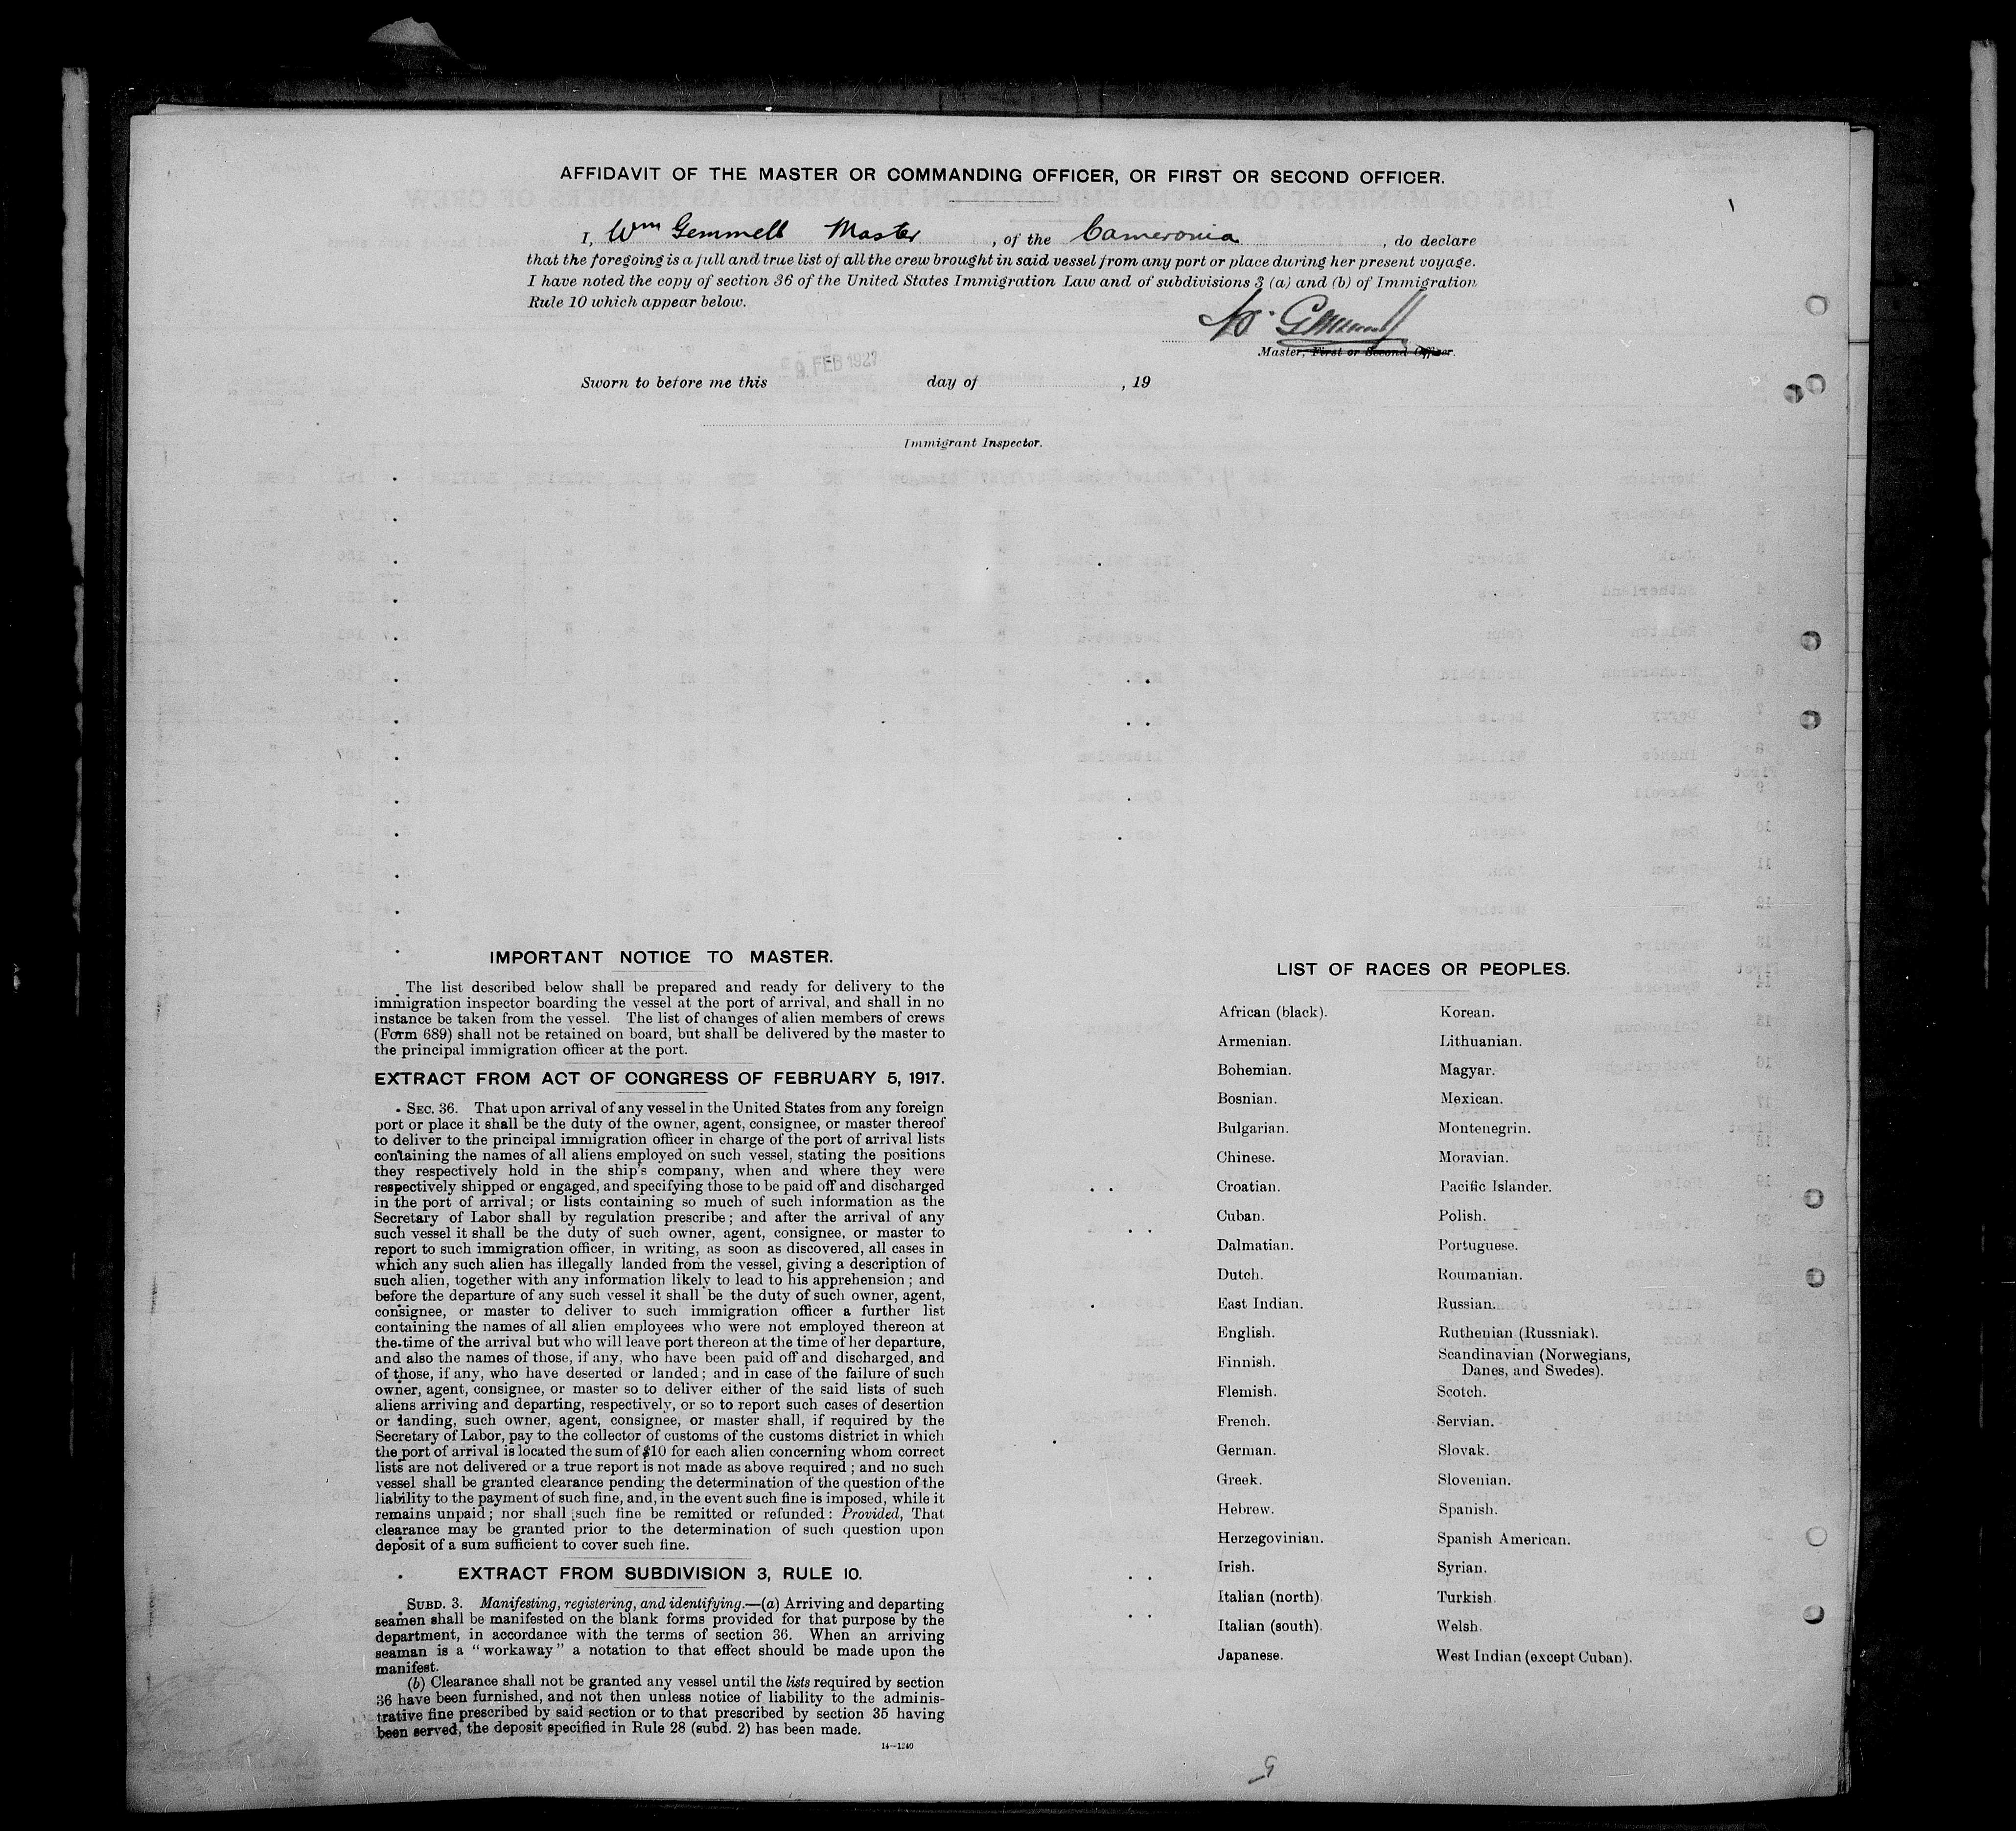 AFFIDAVIT OF THE MASTER OR COMMANDING OFFICER, OR FIRST OR SECOND OFFICER.
I, Wm Gemmell Master , of the Cameronia , do declare
that the foregoing is a full and true list of all the crew brought in said vessel from any port or place during her present voyage.
I have noted the copy of section 36 of the United States Immigration Law and of subdivisions 3 (a) and (b) of Immigration
Rule 10 which appear below.
W. Gemmell
Master, First or Second Officer.
9 FEB 1927
Sworn to before me this day of , 19
Immigrant Inspector.
IMPORTANT NOTICE TO MASTER.
The list described below shall be prepared and ready for delivery to the
immigration inspector boarding the vessel at the port of arrival, and shall in no
instance be taken from the vessel. The list of changes of alien members of crews
(Form 689) shall not be retained on board, but shall be delivered by the master to
the principal immigration officer at the port.
EXTRACT FROM ACT OF CONGRESS OF FEBRUARY 5, 1917.
SEC. 36. That upon arrival of any vessel in the United States from any foreign
port or place it shall be the duty of the owner, agent, consignee, or master thereof
to deliver to the principal immigration officer in charge of the port of arrival lists
containing the names of all aliens employed on such vessel, stating the positions
they respectively hold in the ship's company, when and where they were
respectively shipped or engaged, and specifying those to be paid off and discharged
in the port of arrival; or lists containing so much of such information as the
Secretary of Labor shall by regulation prescribe; and after the arrival of any
such vessel it shall be the duty of such owner, agent, consignee, or master to
report to such immigration officer, in writing, as soon as discovered, all cases in
which any such alien has illegally landed from the vessel, giving a description of
such alien, together with any information likely to lead to his apprehension; and
before the departure of any such vessel it shall be the duty of such owner, agent,
consignee, or master to deliver to such immigration officer a further list
containing the names of all alien employees who were not employed thereon at
the time of the arrival but who will leave port thereon at the time of her departure,
and also the names of those, if any, who have been paid off and discharged, and
of those, if any, who have deserted or landed; and in case of the failure of such
owner, agent, consignee, or master so to deliver either of the said lists of such
aliens arriving and departing, respectively, or so to report such cases of desertion
or landing, such owner, agent, consignee, or master shall, if required by the
Secretary of Labor, pay to the collector of customs of the customs district in which
the port of arrival is located the sum of $10 for each alien concerning whom correct
lists are not delivered or a true report is not made as above required; and no such
vessel shall be granted clearance pending the determination of the question of the
liability to the payment of such fine, and, in the event such fine is imposed, while it
remains unpaid; nor shall such fine be remitted or refunded: Provided, That
clearance may be granted prior to the determination of such question upon
deposit of a sum sufficient to cover such fine.
EXTRACT FROM SUBDIVISION 3, RULE 10.
SUBD. 3. Manifesting, registering, and identifying.—(a) Arriving and departing
seamen shall be manifested on the blank forms provided for that purpose by the
department, in accordance with the terms of section 36. When an arriving
seaman is a "workaway" a notation to that effect should be made upon the
manifest.
(b) Clearance shall not be granted any vessel until the lists required by section
36 have been furnished, and not then unless notice of liability to the adminis-
trative fine prescribed by said section or to that prescribed by section 35 having
been served, the deposit specified in Rule 28 (subd. 2) has been made.
14—1240
LIST OF RACES OR PEOPLES.
African (black).
Armenian.
Bohemian.
Bosnian.
Bulgarian.
Chinese.
Croatian.
Cuban.
Dalmatian.
Dutch.
East Indian.
English.
Finnish.
Flemish.
French.
German.
Greek.
Hebrew.
Herzegovinian.
Irish.
Italian (north).
Italian (south).
Japanese.
Korean.
Lithuanian.
Magyar.
Mexican.
Montenegrin.
Moravian.
Pacific Islander.
Polish.
Portuguese.
Roumanian.
Russian.
Ruthenian (Russniak).
Scandinavian (Norwegians,
Danes, and Swedes).
Scotch.
Servian.
Slovak.
Slovenian.
Spanish.
Spanish American.
Syrian.
Turkish.
Welsh.
West Indian (except Cuban).